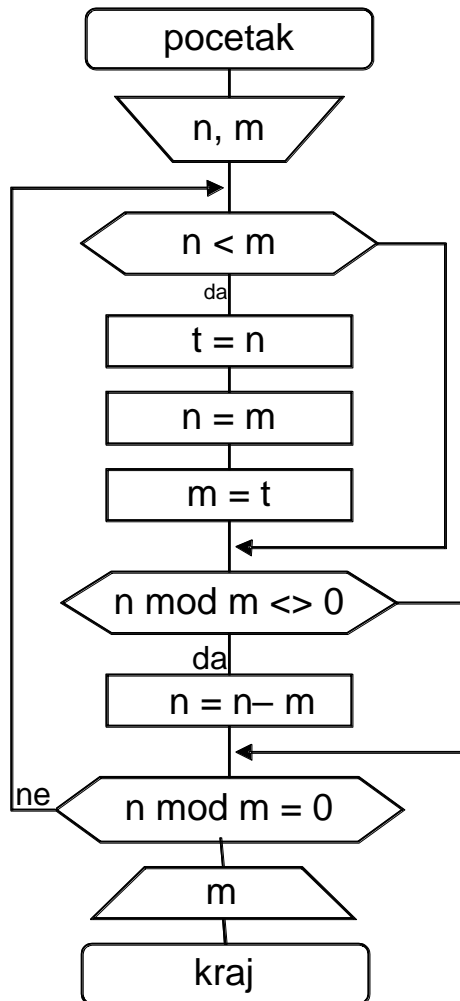 pocetak
n, m
n < m
da
t = n
n = m
m = t
n mod m <> 0
da
n = n– m
ne
n mod m = 0
m
kraj